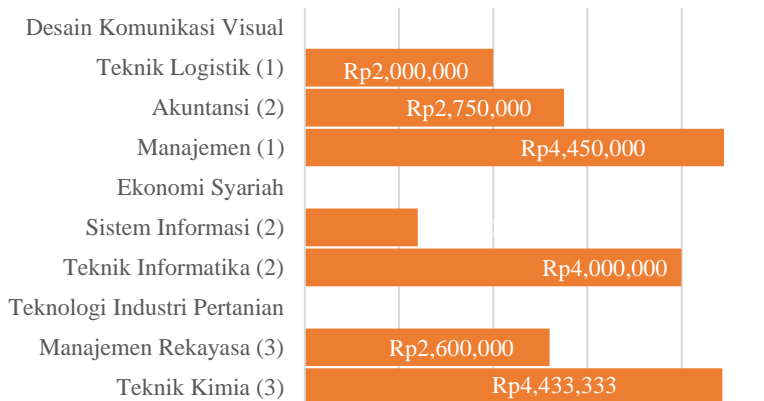 Desain Komunikasi Visual
Teknik Logistik (1) Rp2,000,000
Akuntansi (2) Rp2,750,000
Manajemen (1) Rp4,450,000
Ekonomi Syariah
Sistem Informasi (2)
Teknik Informatika (2) Rp4,000,000
Teknologi Industri Pertanian
Manajemen Rekayasa (3) Rp2,600,000
Teknik Kimia (3) Rp4,433,333